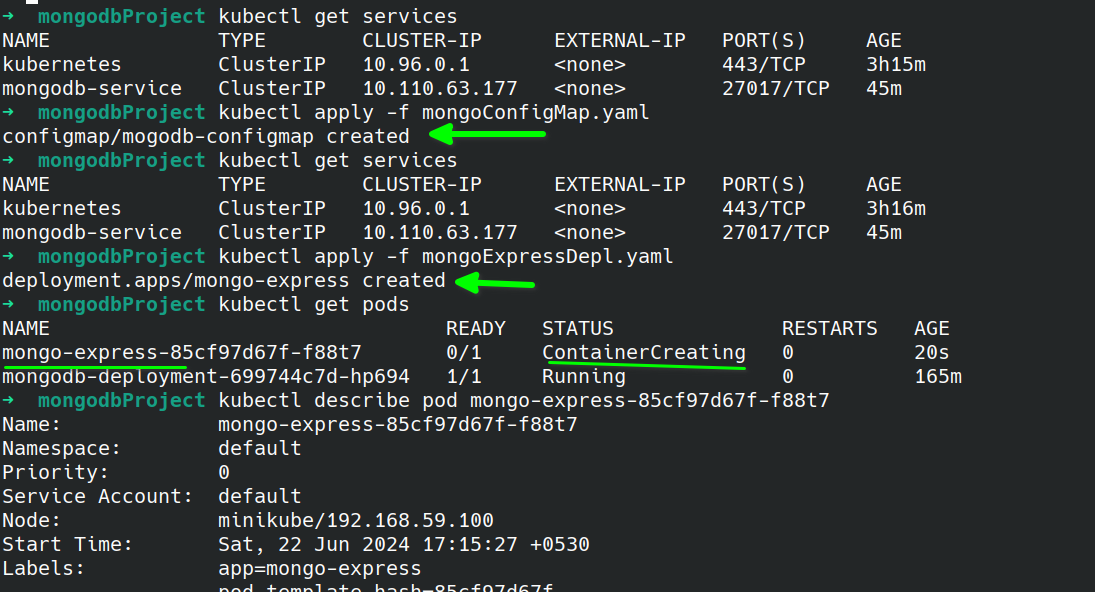 → mongodbProject kubectl get services
NAME TYPE CLUSTER-IP EXTERNAL-IP PORT(S) AGE
kubernetes ClusterIP 10.96.0.1 <none> 443/TCP 3h15m
mongodb-service ClusterIP 10.110.63.177 <none> 27017/TCP 45m
→ mongodbProject kubectl apply -f mongoConfigMap.yaml
configmap/mogodb-configmap created
→ mongodbProject kubectl get services
NAME TYPE CLUSTER-IP EXTERNAL-IP PORT(S) AGE
kubernetes ClusterIP 10.96.0.1 <none> 443/TCP 3h16m
mongodb-service ClusterIP 10.110.63.177 <none> 27017/TCP 45m
→ mongodbProject kubectl apply -f mongoExpressDepl.yaml
deployment.apps/mongo-express created
→ mongodbProject kubectl get pods
NAME READY STATUS RESTARTS AGE
mongo-express-85cf97d67f-f88t7 0/1 ContainerCreating 0 20s
mongodb-deployment-699744c7d-hp694 1/1 Running 0 165m
→ mongodbProject kubectl describe pod mongo-express-85cf97d67f-f88t7
Name: mongo-express-85cf97d67f-f88t7
Namespace: default
Priority: 0
Service Account: default
Node: minikube/192.168.59.100
Start Time: Sat, 22 Jun 2024 17:15:27 +0530
Labels: app=mongo-express
pod-template-hash=85cf97d67f